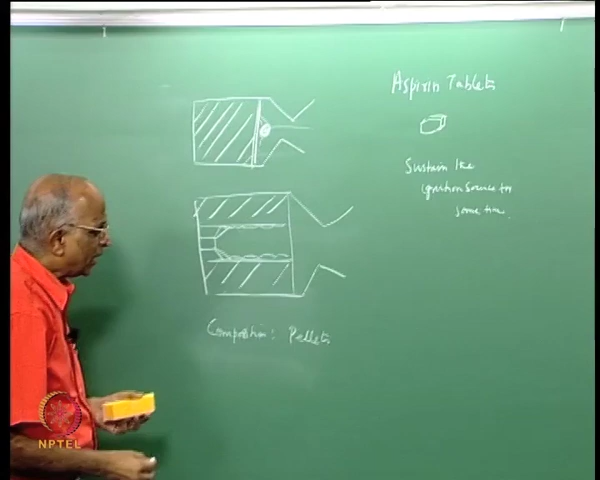 Aspirin Tablets
Sustain the
ignition source for
some time.
Composition: Pellets
NPTEL